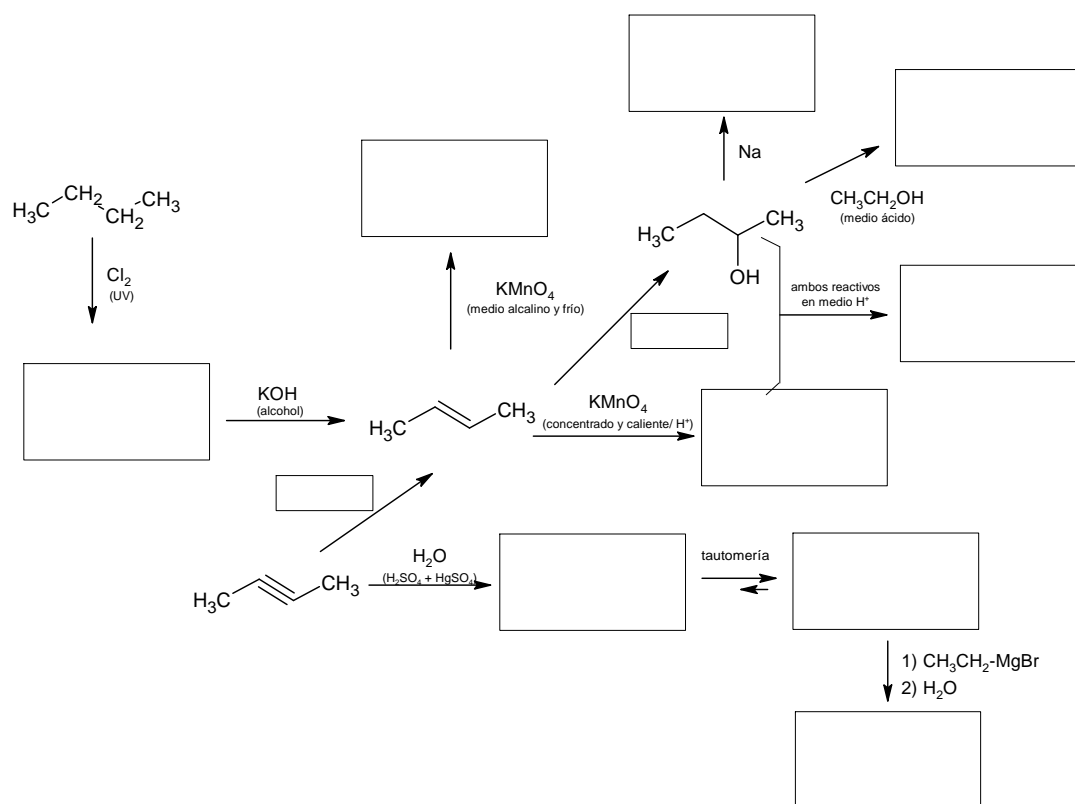 Na
CH₃CH₂OH
(medio ácido)
CH₂
CH₃
H₃C
CH₂
H₃C
CH₃
OH
Cl₂
(UV)
KMnO₄
(medio alcalino y frío)
ambos reactivos
en medio H⁺
KOH
(alcohol)
H₃C
CH₃
KMnO₄
(concentrado y caliente/ H⁺)
H₂O
(H₂SO₄ + HgSO₄)
tautomería
H₃C
CH₃
1) CH₃CH₂-MgBr
2) H₂O